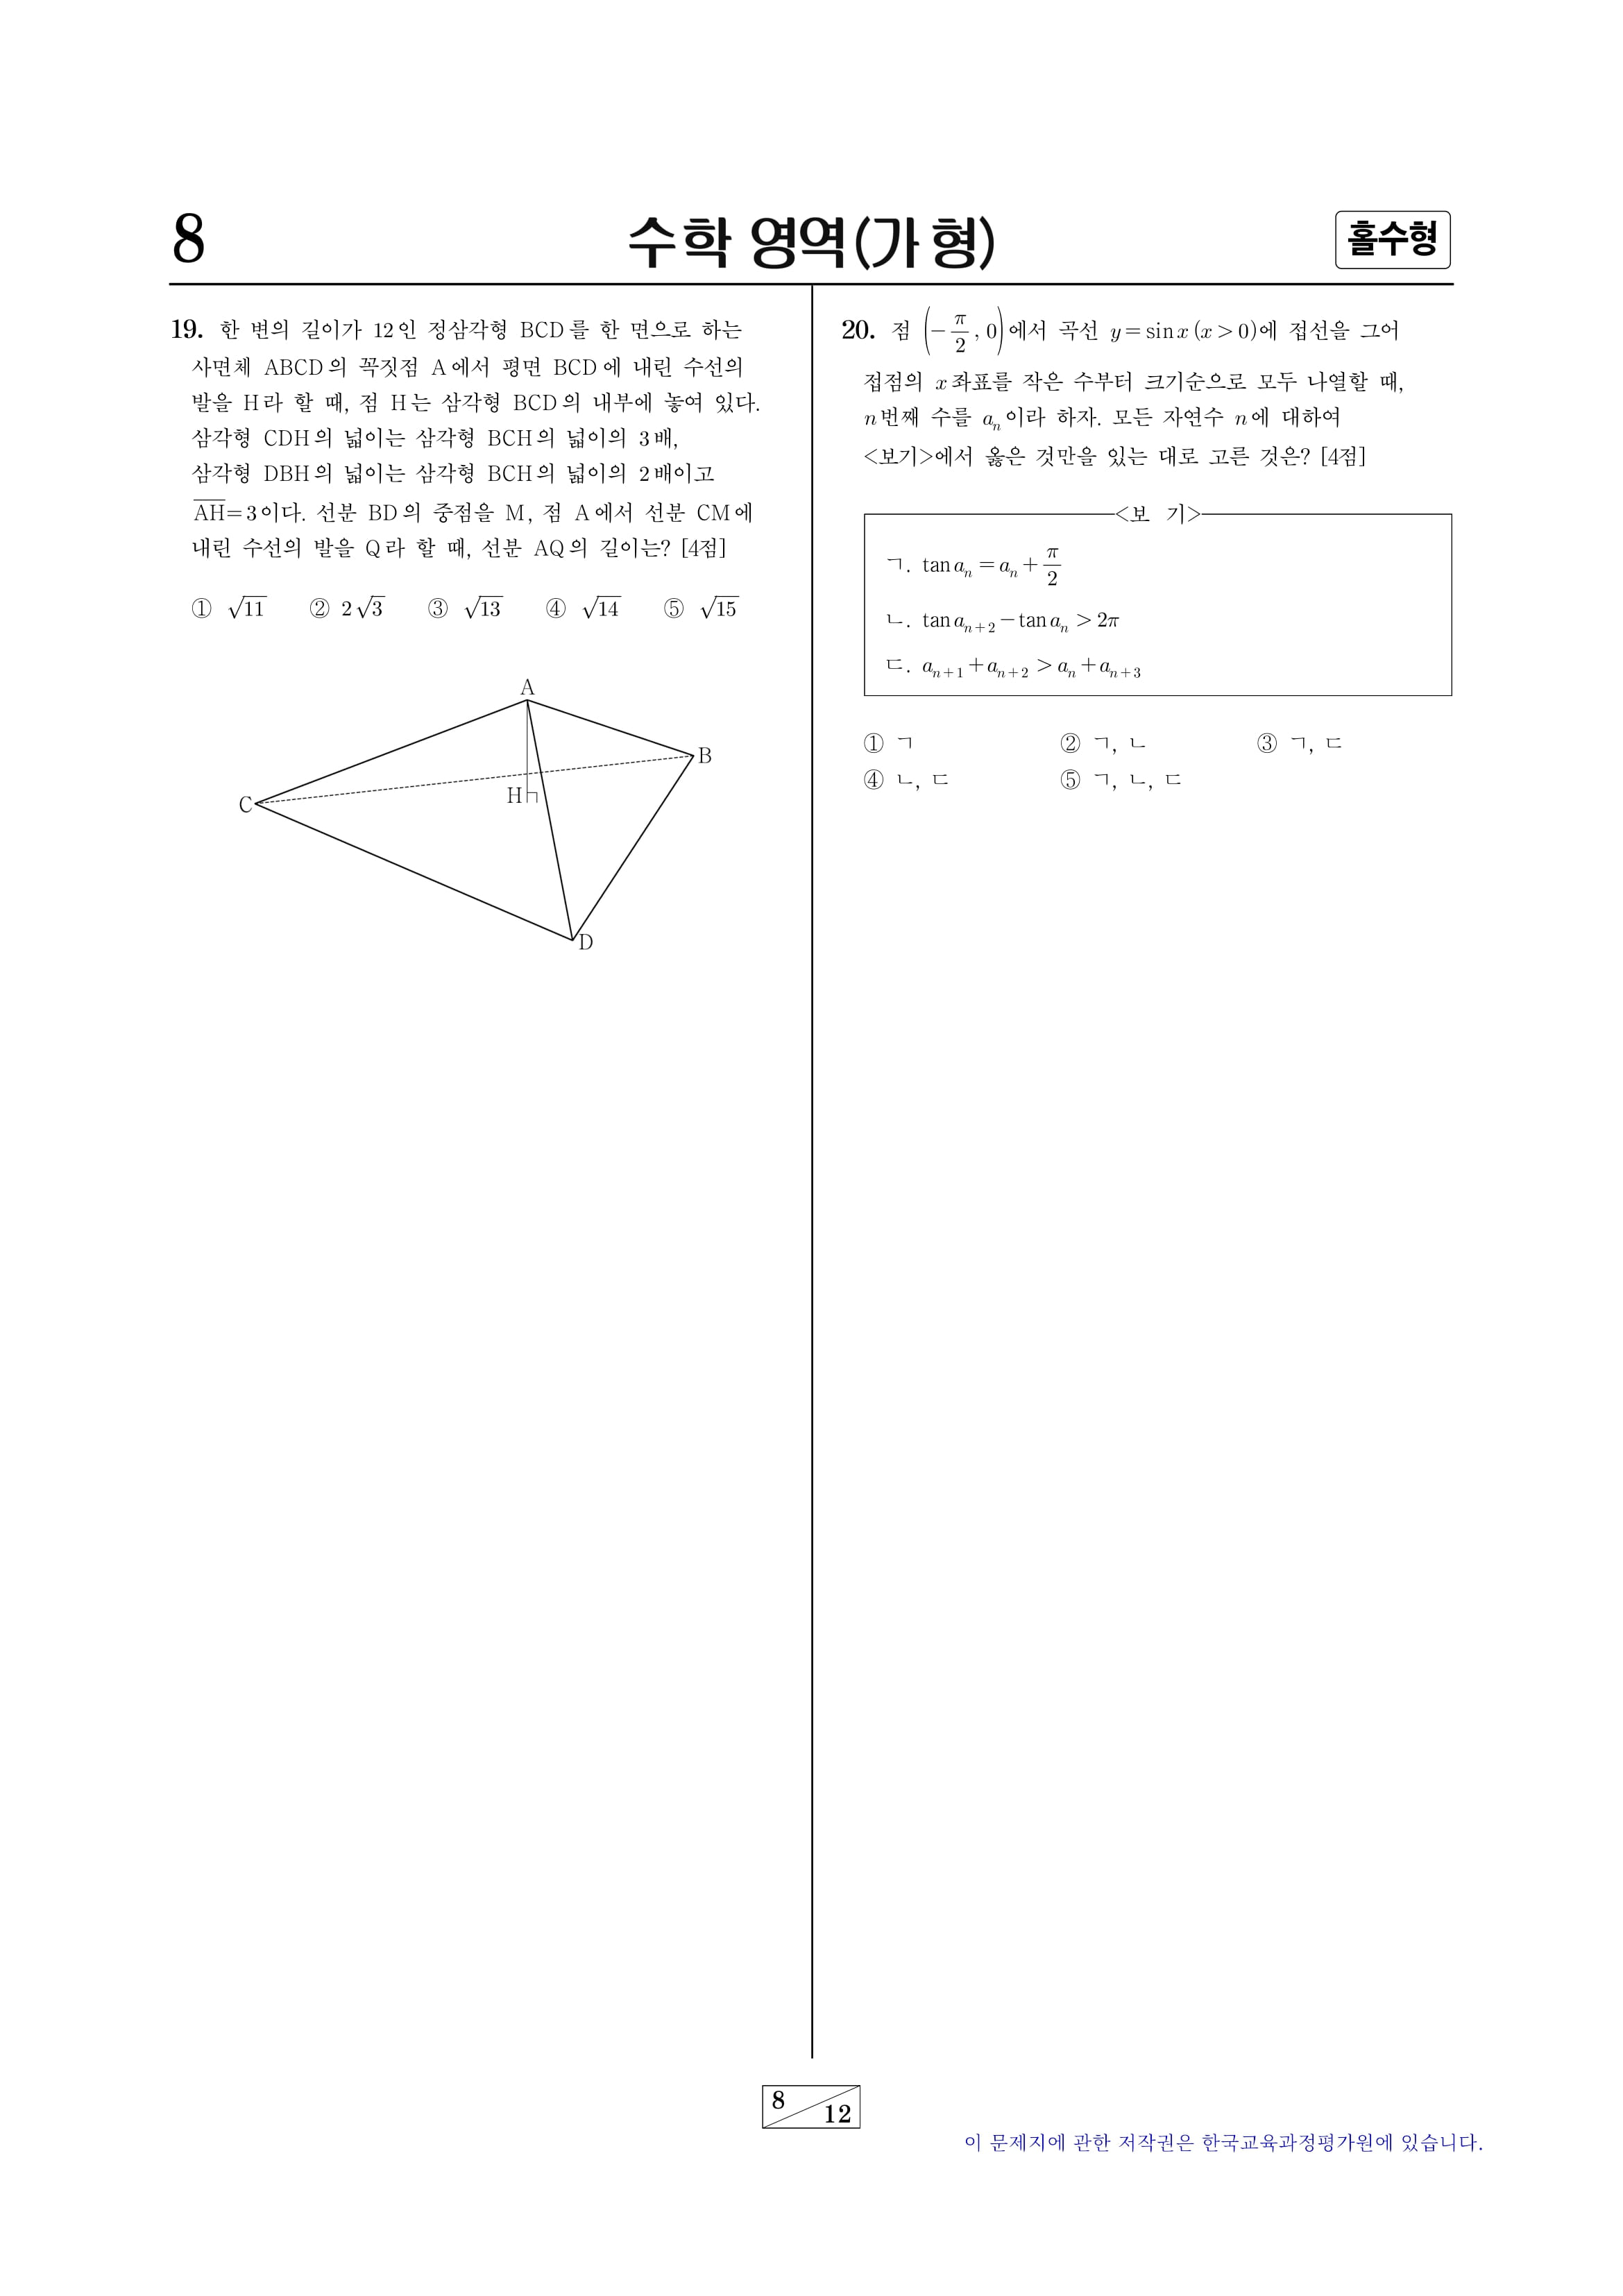 8
수학 영역(가 형)
홀수형
19. 한 변의 길이가 12인 정삼각형 BCD를 한 면으로 하는
사면체 ABCD의 꼭짓점 A에서 평면 BCD에 내린 수선의
발을 H라 할 때, 점 H는 삼각형 BCD의 내부에 놓여 있다.
삼각형 CDH의 넓이는 삼각형 BCH의 넓이의 3배,
삼각형 DBH의 넓이는 삼각형 BCH의 넓이의 2배이고
\overline{AH}=3이다. 선분 BD의 중점을 M, 점 A에서 선분 CM에
내린 수선의 발을 Q라 할 때, 선분 AQ의 길이는? [4점]
① √11 ② 2√3 ③ √13 ④ √14 ⑤ √15
A
B
C
H
D
20. 점 (−π/2, 0)에서 곡선 y=sin x (x>0)에 접선을 그어
접점의 x좌표를 작은 수부터 크기순으로 모두 나열할 때,
n번째 수를 a_n이라 하자. 모든 자연수 n에 대하여
<보기>에서 옳은 것만을 있는 대로 고른 것은? [4점]
<보 기>
ㄱ. tan a_n = a_n + π/2
ㄴ. tan a_{n+2} − tan a_n > 2π
ㄷ. a_{n+1} + a_{n+2} > a_n + a_{n+3}
① ㄱ ② ㄱ, ㄴ ③ ㄱ, ㄷ
④ ㄴ, ㄷ ⑤ ㄱ, ㄴ, ㄷ
8
12
이 문제지에 관한 저작권은 한국교육과정평가원에 있습니다.